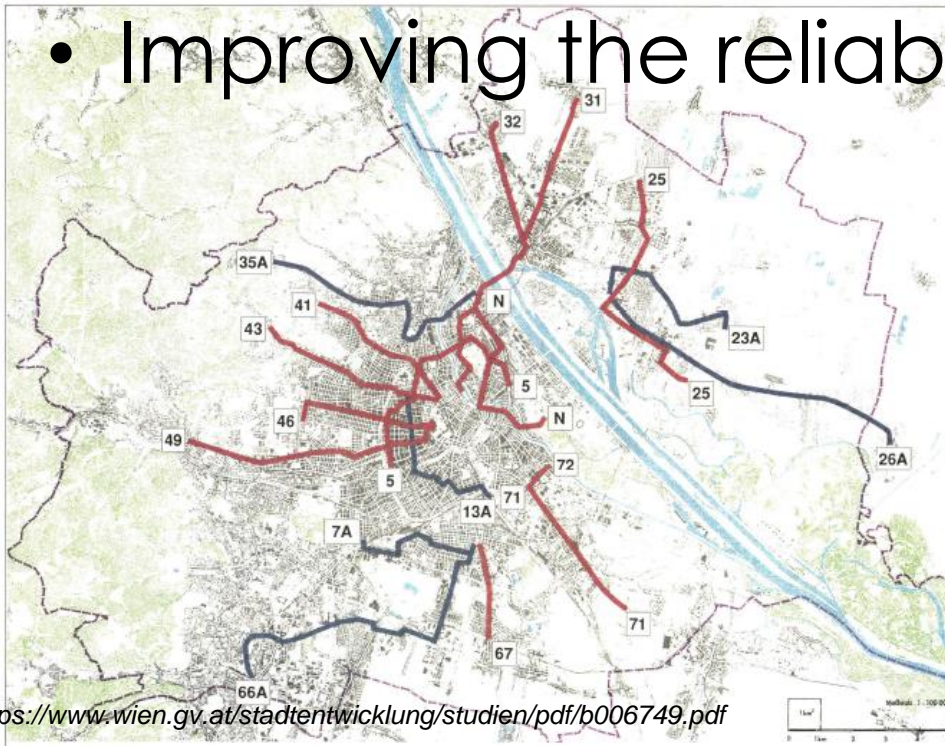 • Improving the reliab
31
32
25
35A
41
N
43
23A
5
25
46
N
49
26A
72
5
71
13A
7A
71
67
66A
ps://www.wien.gv.at/stadtentwicklung/studien/pdf/b006749.pdf
1km²